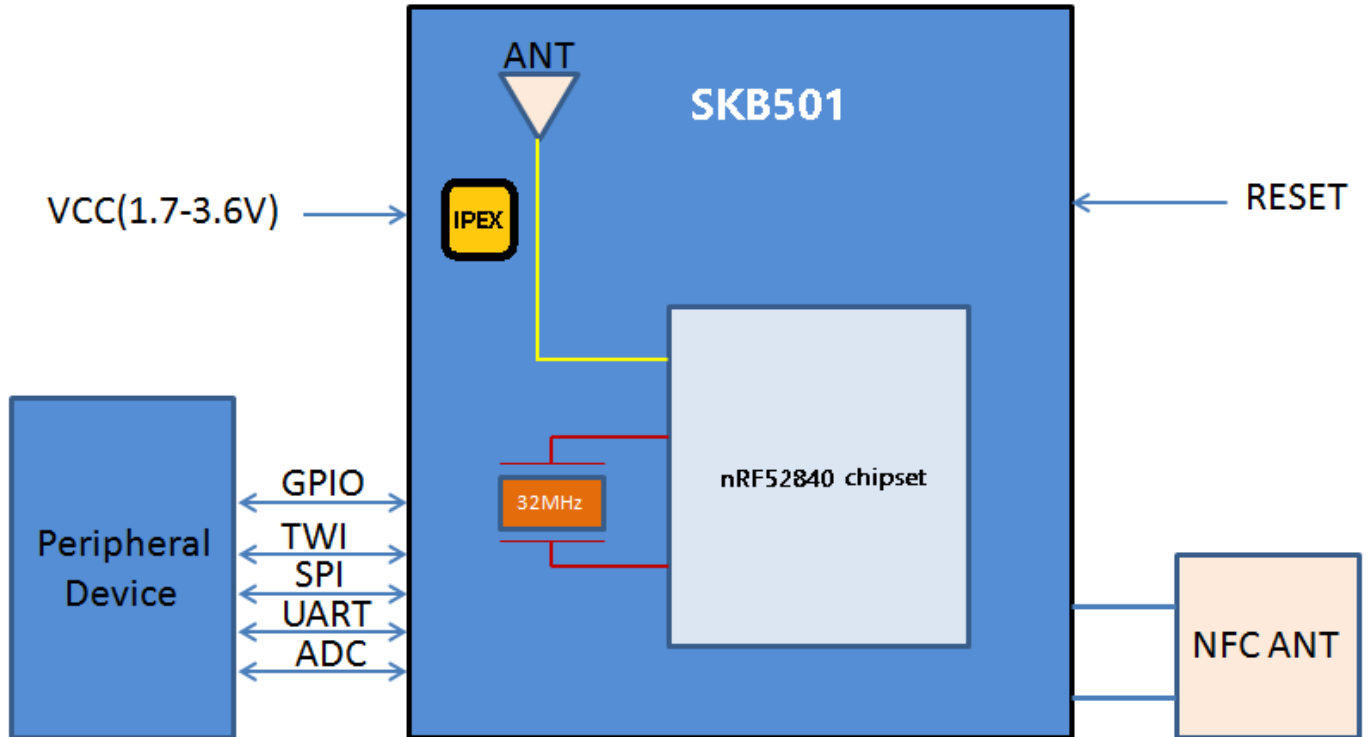 ANT
SKB501
VCC(1.7-3.6V)
IPEX
RESET
nRF52840 chipset
32MHz
GPIO
TWI
SPI
UART
ADC
Peripheral
Device
NFC ANT